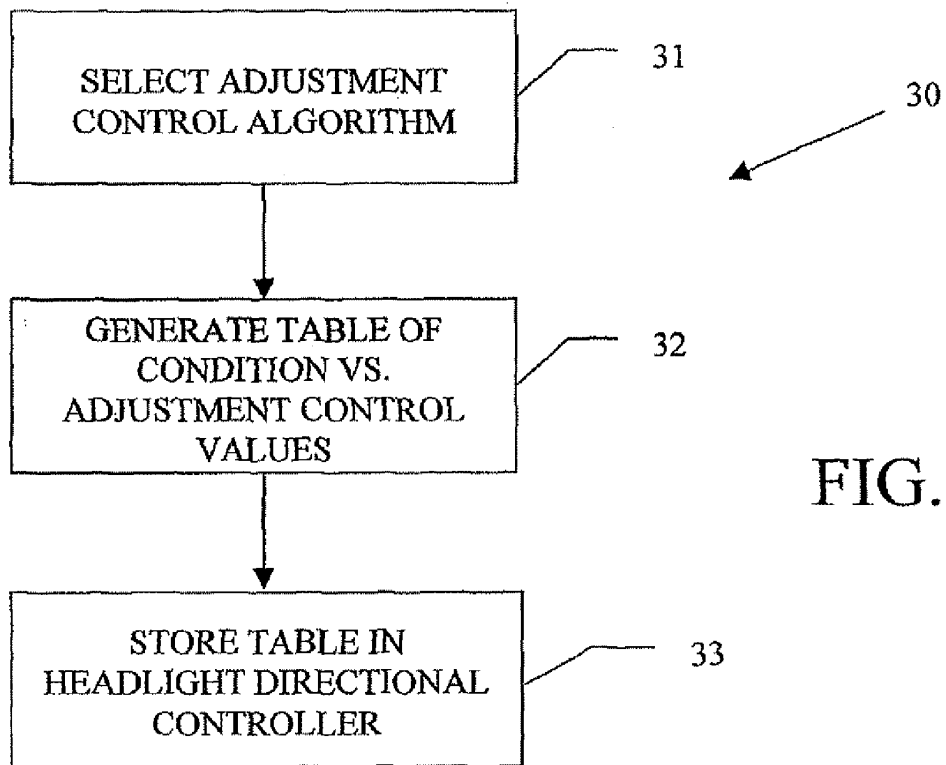 SELECT ADJUSTMENT
CONTROL ALGORITHM
31
30
GENERATE TABLE OF
CONDITION VS.
ADJUSTMENT CONTROL
VALUES
32
FIG.
STORE TABLE IN
HEADLIGHT DIRECTIONAL
CONTROLLER
33